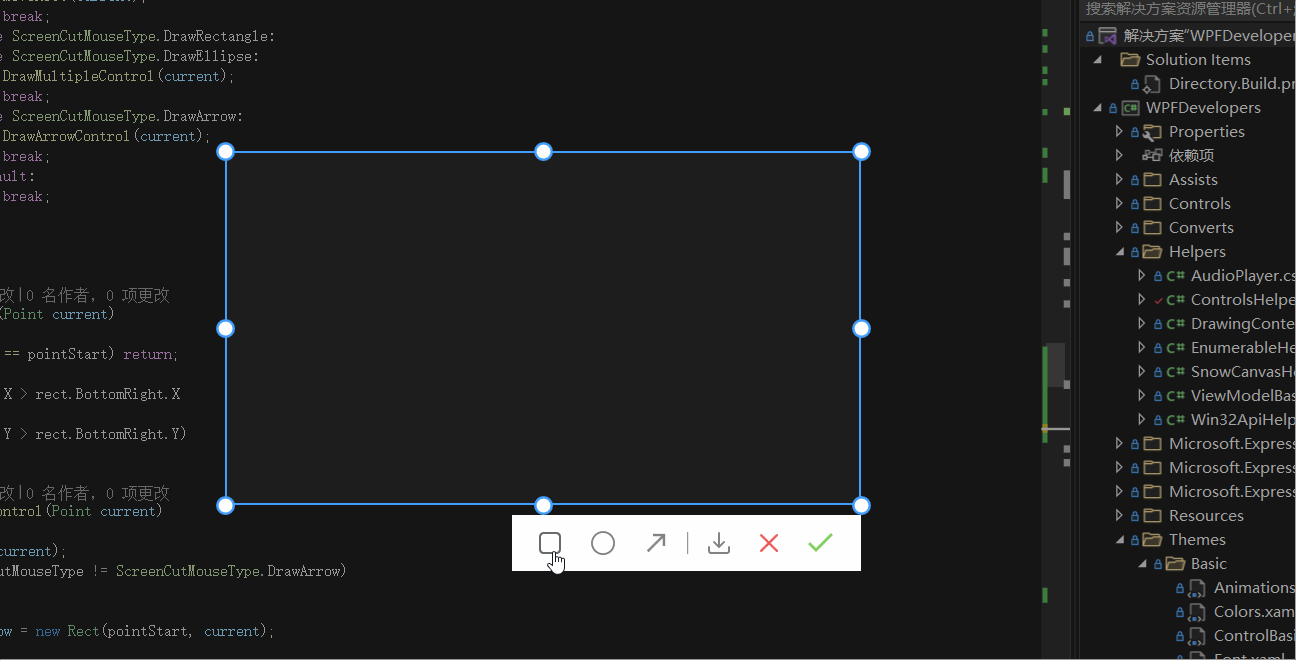 break;
ScreenCutMouseType.DrawRectangle:
ScreenCutMouseType.DrawEllipse:
DrawMultipleControl(current);
break;
ScreenCutMouseType.DrawArrow:
DrawArrowControl(current);
break;
ault:
break;
改|0 名作者，0 项更改
(Point current)
== pointStart) return;
X > rect.BottomRight.X
Y > rect.BottomRight.Y)
改|0 名作者，0 项更改
ontrol(Point current)
current);
utMouseType != ScreenCutMouseType.DrawArrow)
ow = new Rect(pointStart, current);
搜索解决方案资源管理器(Ctrl+;
解决方案"WPFDeveloper
Solution Items
Directory.Build.pr
C# WPFDevelopers
Properties
依赖项
Assists
Controls
Converts
Helpers
C# AudioPlayer.cs
C# ControlsHelpe
C# DrawingConte
C# EnumerableHe
C# SnowCanvasH
C# ViewModelBas
C# Win32ApiHelp
Microsoft.Express
Microsoft.Express
Microsoft.Express
Resources
Themes
Basic
Animations
Colors.xam
ControlBasi
Font.xaml